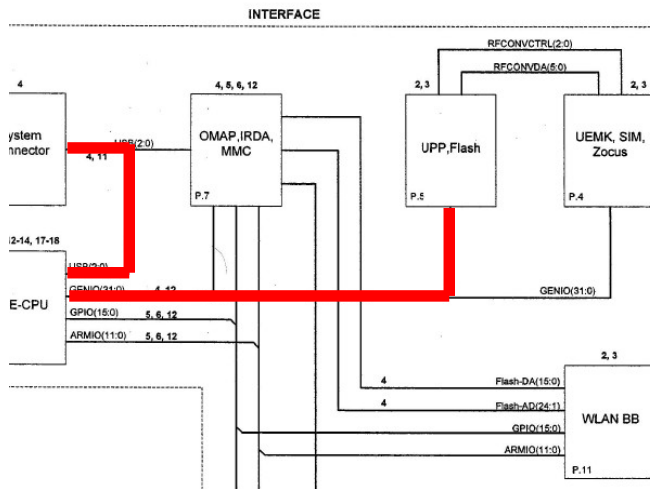 INTERFACE
RFCONVCTRL(2:0)
RFCONVDA(5:0)
4
4, 5, 6, 12
2, 3
2, 3
ystem
nnector
4, 11
USB(2:0)
OMAP,IRDA,
MMC
P.7
UPP,Flash
P.5
UEMK, SIM,
Zocus
P.4
2-14, 17-18
E-CPU
USB(2:0)
GENIO(31:0)
4, 12
GENIO(31:0)
GPIO(15:0)
5, 6, 12
ARMIO(11:0)
5, 6, 12
2, 3
4
Flash-DA(15:0)
4
Flash-AD(24:1)
GPIO(15:0)
ARMIO(11:0)
WLAN BB
P.11